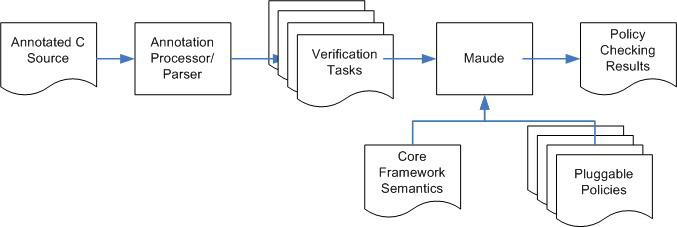 Annotated C
Source
Annotation
Processor/
Parser
Verification
Tasks
Maude
Policy
Checking
Results
Core
Framework
Semantics
Pluggable
Policies